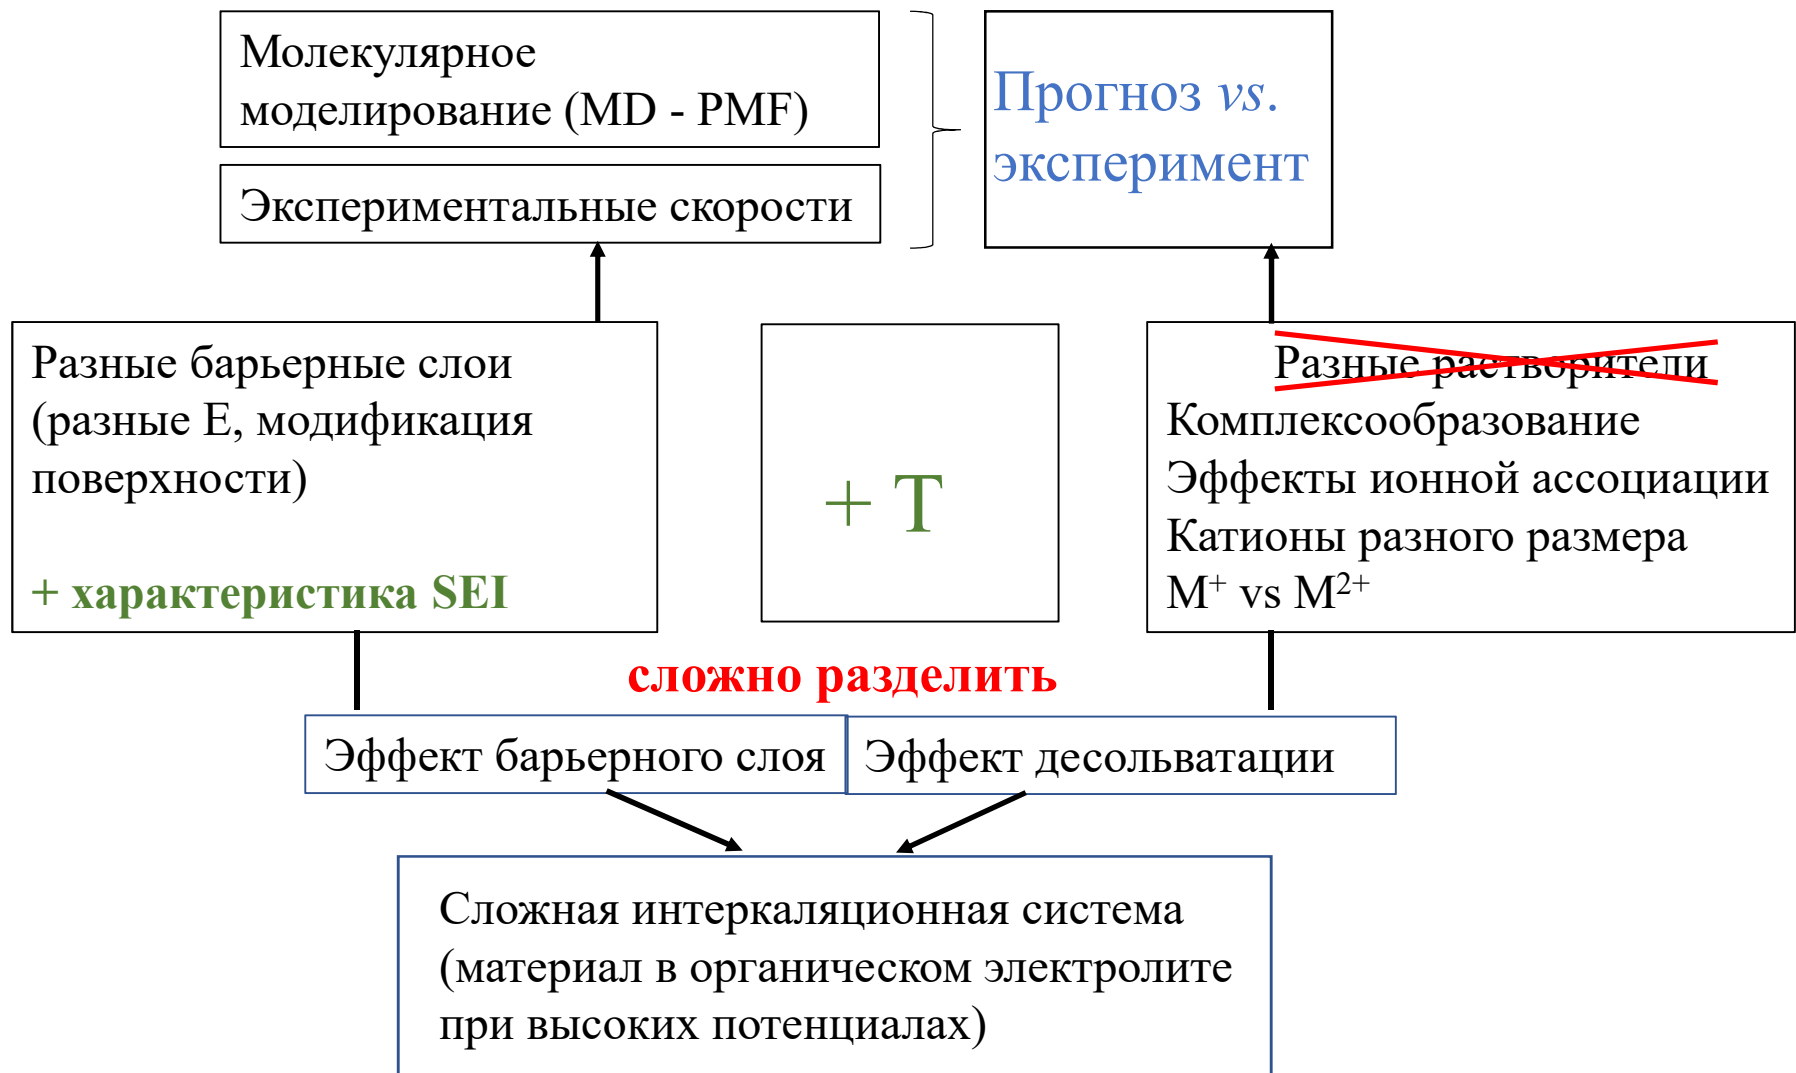 Молекулярное
моделирование (MD - PMF)
Экспериментальные скорости
Прогноз vs.
эксперимент
Разные барьерные слои
(разные E, модификация
поверхности)
+ характеристика SEI
+ T
Разные растворители
Комплексообразование
Эффекты ионной ассоциации
Катионы разного размера
M⁺ vs M²⁺
сложно разделить
Эффект барьерного слоя
Эффект десольватации
Сложная интеркаляционная система
(материал в органическом электролите
при высоких потенциалах)